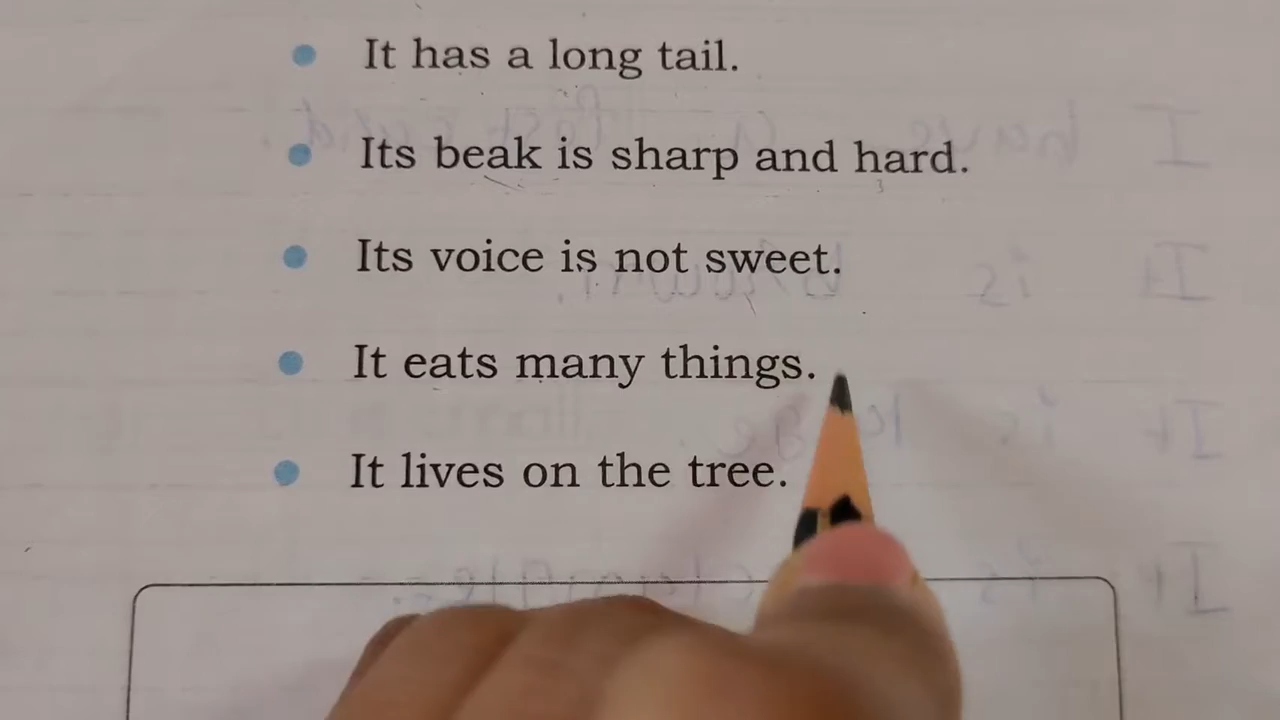 It has a long tail.
Its beak is sharp and hard.
Its voice is not sweet.
It eats many things.
It lives on the tree.